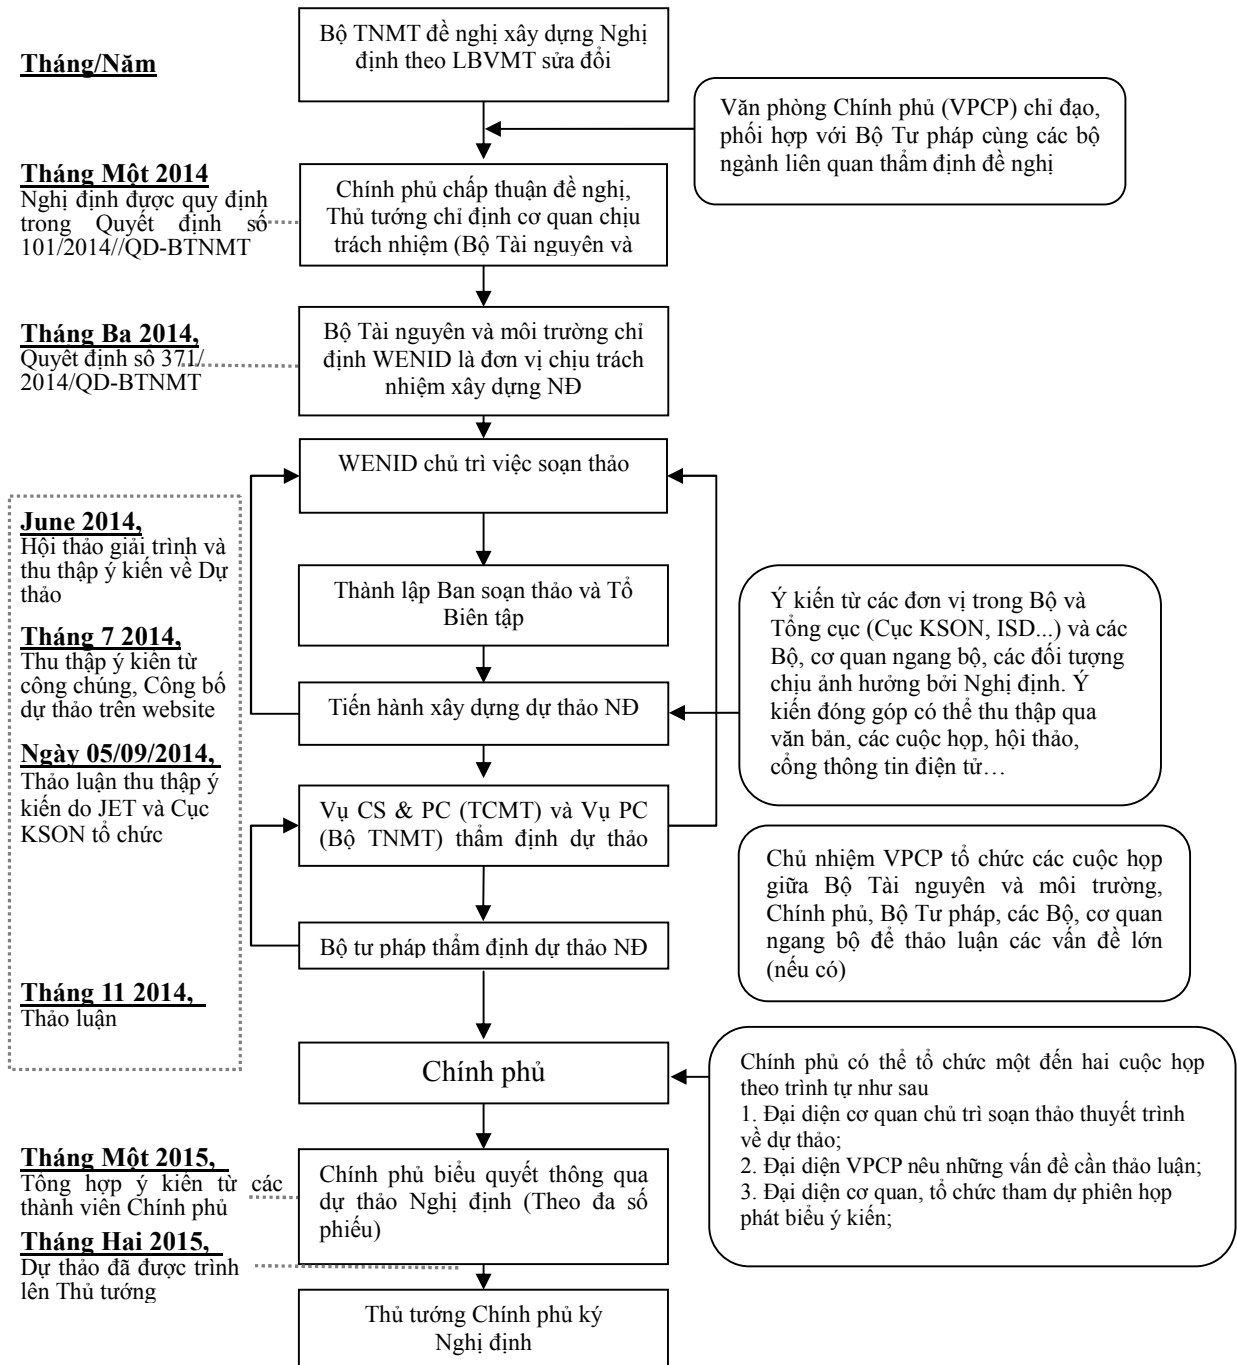 Bộ TNMT đề nghị xây dựng Nghị
định theo LBVMT sửa đổi
Tháng/Năm
Văn phòng Chính phủ (VPCP) chỉ đạo,
phối hợp với Bộ Tư pháp cùng các bộ
ngành liên quan thẩm định đề nghị
Tháng Một 2014
Nghị định được quy định
trong Quyết định số
101/2014//QD-BTNMT
Chính phủ chấp thuận đề nghị,
Thủ tướng chỉ định cơ quan chịu
trách nhiệm (Bộ Tài nguyên và
Tháng Ba 2014,
Quyết định số 371/
2014/QD-BTNMT
Bộ Tài nguyên và môi trường chỉ
định WENID là đơn vị chịu trách
nhiệm xây dựng NĐ
WENID chủ trì việc soạn thảo
June 2014,
Hội thảo giải trình và
thu thập ý kiến về Dự
thảo
Thành lập Ban soạn thảo và Tổ
Biên tập
Ý kiến từ các đơn vị trong Bộ và
Tổng cục (Cục KSON, ISD...) và các
Bộ, cơ quan ngang bộ, các đối tượng
chịu ảnh hưởng bởi Nghị định. Ý
kiến đóng góp có thể thu thập qua
văn bản, các cuộc họp, hội thảo,
cổng thông tin điện tử…
Tháng 7 2014,
Thu thập ý kiến từ
công chúng, Công bố
dự thảo trên website
Tiến hành xây dựng dự thảo NĐ
Ngày 05/09/2014,
Thảo luận thu thập ý
kiến do JET và Cục
KSON tổ chức
Vụ CS & PC (TCMT) và Vụ PC
(Bộ TNMT) thẩm định dự thảo
Chủ nhiệm VPCP tổ chức các cuộc họp
giữa Bộ Tài nguyên và môi trường,
Chính phủ, Bộ Tư pháp, các Bộ, cơ quan
ngang bộ để thảo luận các vấn đề lớn
(nếu có)
Bộ tư pháp thẩm định dự thảo NĐ
Tháng 11 2014,
Thảo luận
Chính phủ
Chính phủ có thể tổ chức một đến hai cuộc họp
theo trình tự như sau
1. Đại diện cơ quan chủ trì soạn thảo thuyết trình
về dự thảo;
2. Đại diện VPCP nêu những vấn đề cần thảo luận;
3. Đại diện cơ quan, tổ chức tham dự phiên họp
phát biểu ý kiến;
Tháng Một 2015,
Tổng hợp ý kiến từ các
thành viên Chính phủ
Chính phủ biểu quyết thông qua
dự thảo Nghị định (Theo đa số
phiếu)
Tháng Hai 2015,
Dự thảo đã được trình
lên Thủ tướng
Thủ tướng Chính phủ ký
Nghị định